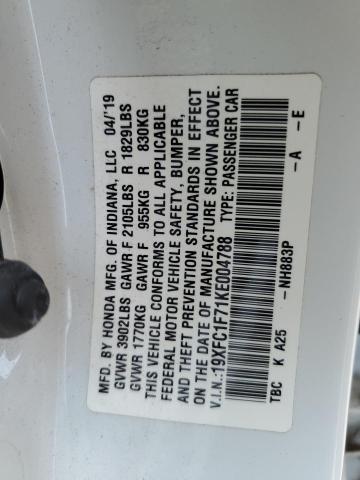 MFD. BY HONDA MFG. OF INDIANA, LLC 04/'19
GVWR 3902LBS GAWR F 2105LBS R 1829LBS
GVWR 1770KG GAWR F 955KG R 830KG
THIS VEHICLE CONFORMS TO ALL APPLICABLE
FEDERAL MOTOR VEHICLE SAFETY, BUMPER,
AND THEFT PREVENTION STANDARDS IN EFFECT
ON THE DATE OF MANUFACTURE SHOWN ABOVE.
V.I.N.:19XFC1F71KE004788 TYPE: PASSENGER CAR
-NH883P -A -E
TBC K A25